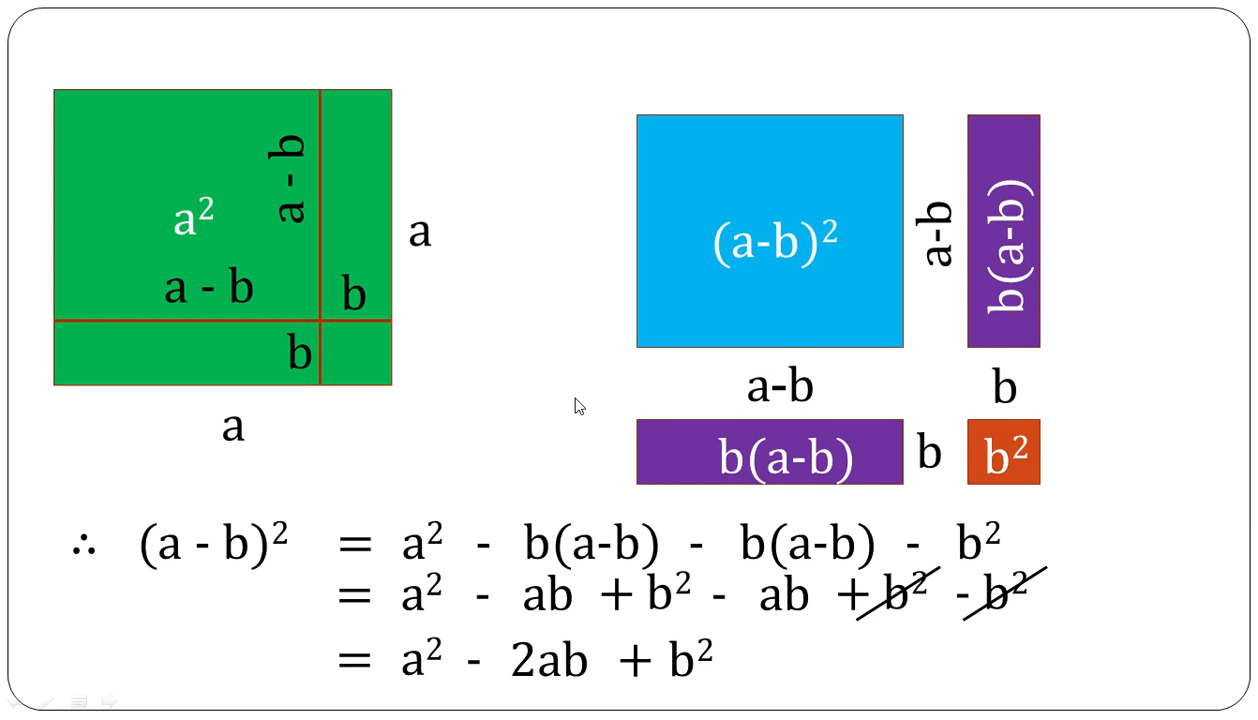 a - b
a²
a
a - b
b
b
a
(a-b)²
a-b
b(a-b)
a-b
b
b(a-b)
b
b²
∴ (a - b)² = a² - b(a-b) - b(a-b) - b²
= a² - ab + b² - ab + b² - b²
= a² - 2ab + b²